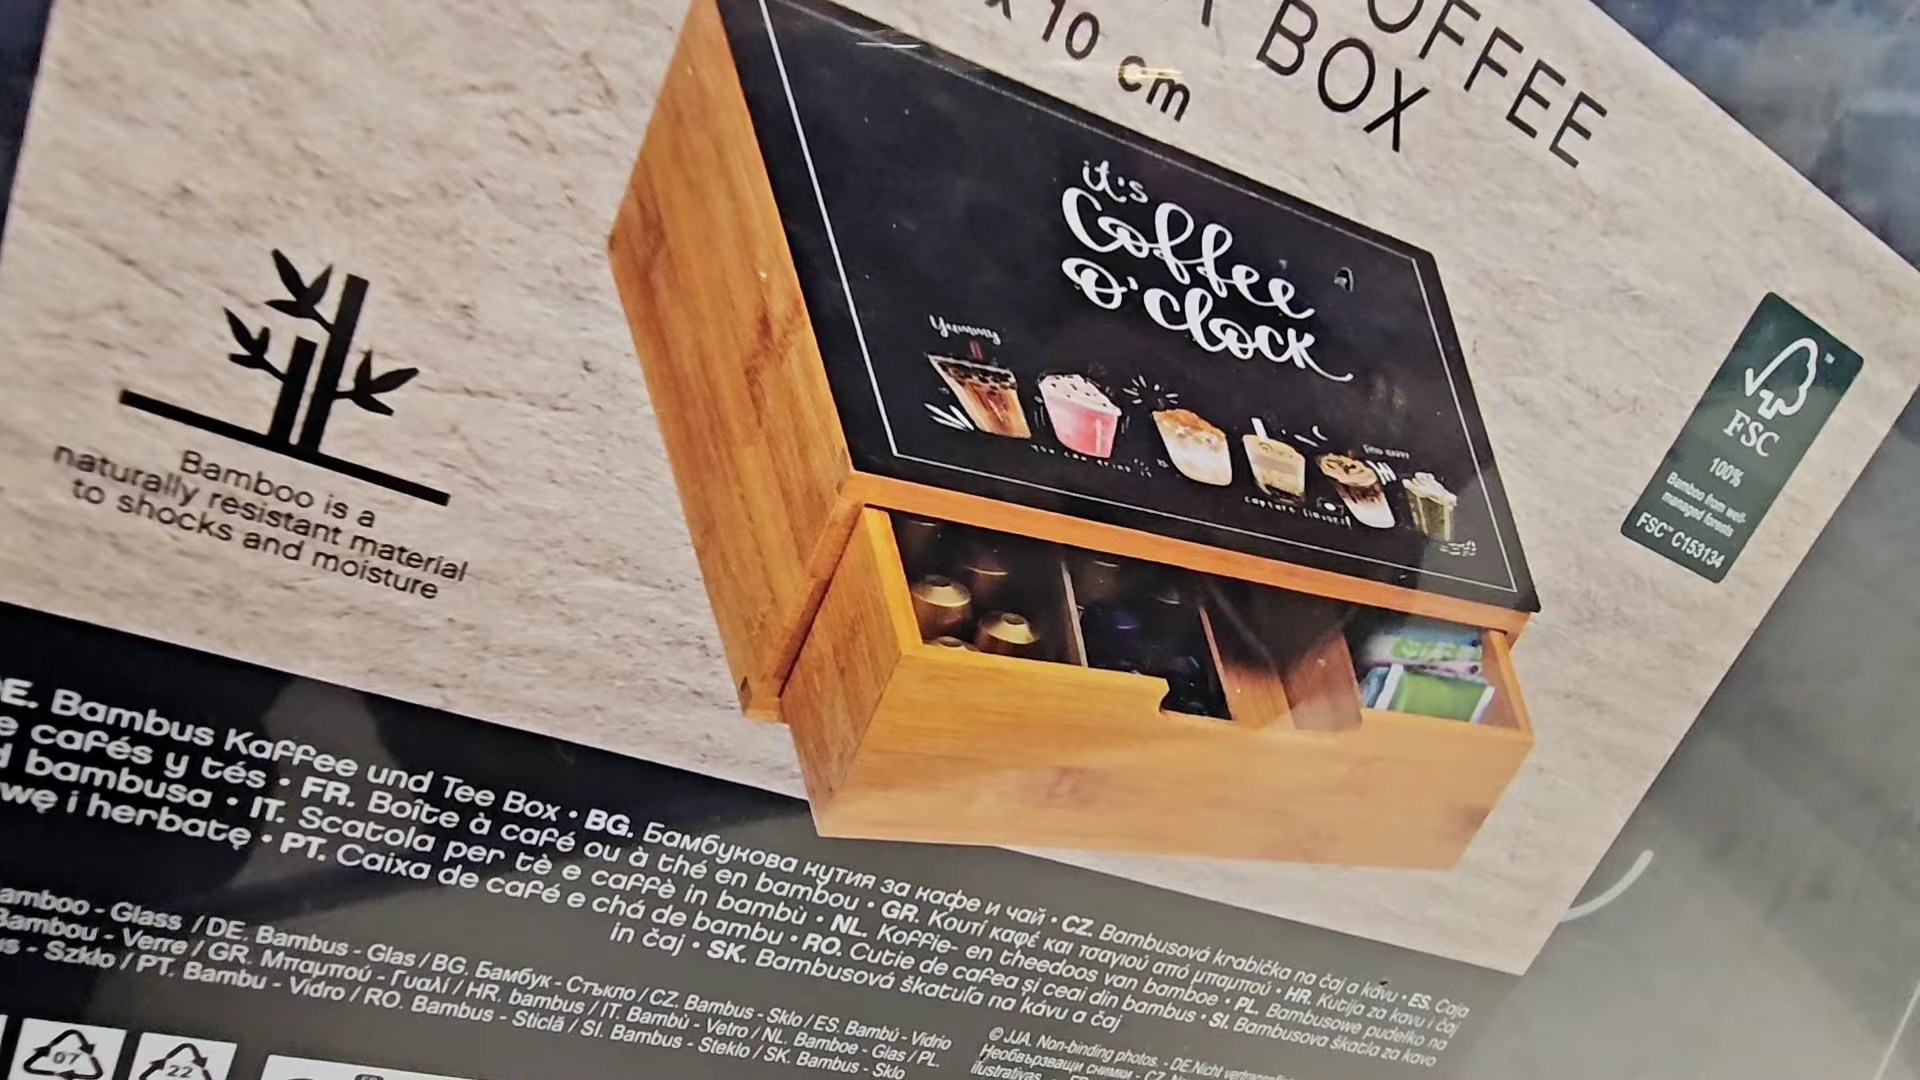 OFFEE
BOX
x 10 cm
it's
Coffee
O'clock
Yummy
Bamboo is a
naturally resistant material
to shocks and moisture
FSC
100%
Bamboo from well-
managed forests
FSC™ C153134
DE. Bambus Kaffee und Tee Box • BG. Бамбукова кутия за кафе и чай • CZ. Bambusová krabička na čaj a kávu • ES. Caja
e cafés y tés • FR. Boîte à café ou à thé en bambou • GR. Κουτί καφέ και τσαγιού από μπαμπού • HR. Kutija za kavu i čaj
d bambusa • IT. Scatola per tè e caffè in bambù • NL. Koffie- en theedoos van bamboe • PL. Bambusowe pudełko na
wę i herbatę • PT. Caixa de café e chá de bambu • RO. Cutie de cafea și ceai din bambus • SI. Bambusova škatla za kavo
in čaj • SK. Bambusová škatuľa na kávu a čaj
amboo - Glass / DE. Bambus - Glas / BG. Бамбук - Стъкло / CZ. Bambus - Sklo / ES. Bambú - Vidrio
Bambou - Verre / GR. Μπαμπού - Γυαλί / HR. bambus / IT. Bambù - Vetro / NL. Bamboe - Glas / PL.
us - Szkło / PT. Bambu - Vidro / RO. Bambus - Sticlă / SI. Bambus - Steklo / SK. Bambus - Sklo
© JJA. Non-binding photos. - DE Nicht
Необвързващи снимки - CZ.
illustrativas.
07
22